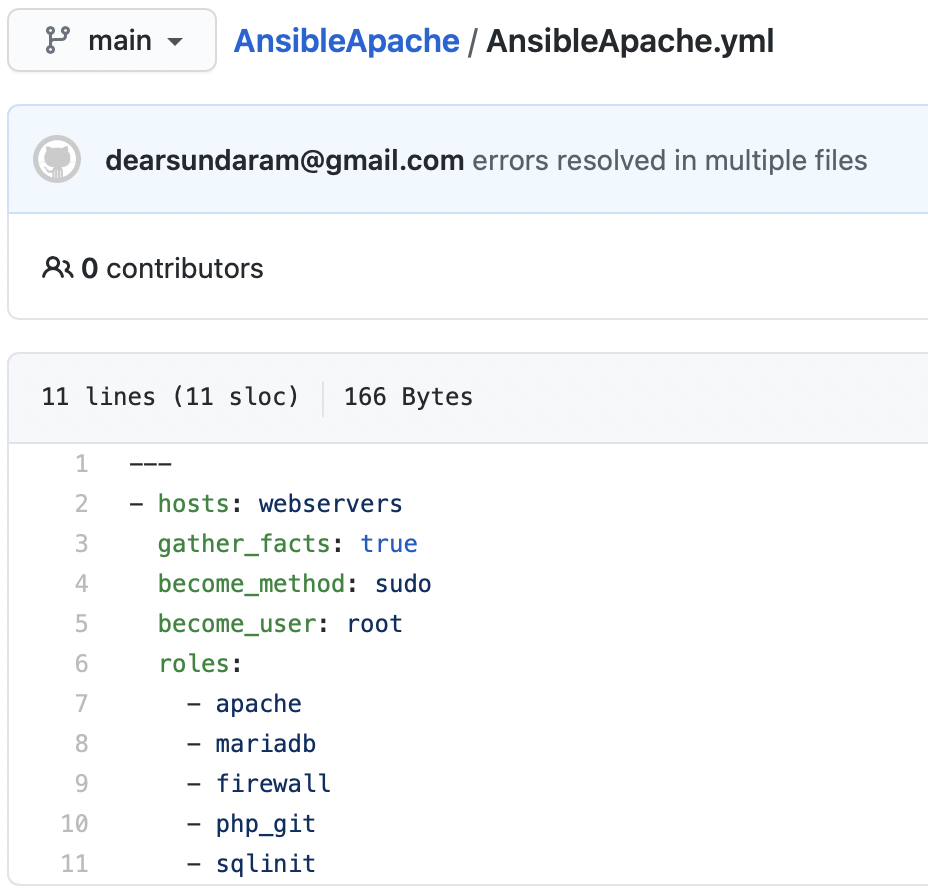 main AnsibleApache / AnsibleApache.yml
dearsundaram@gmail.com errors resolved in multiple files
0 contributors
11 lines (11 sloc) 166 Bytes
1 ---
2 - hosts: webservers
3   gather_facts: true
4   become_method: sudo
5   become_user: root
6   roles:
7     - apache
8     - mariadb
9     - firewall
10     - php_git
11     - sqlinit